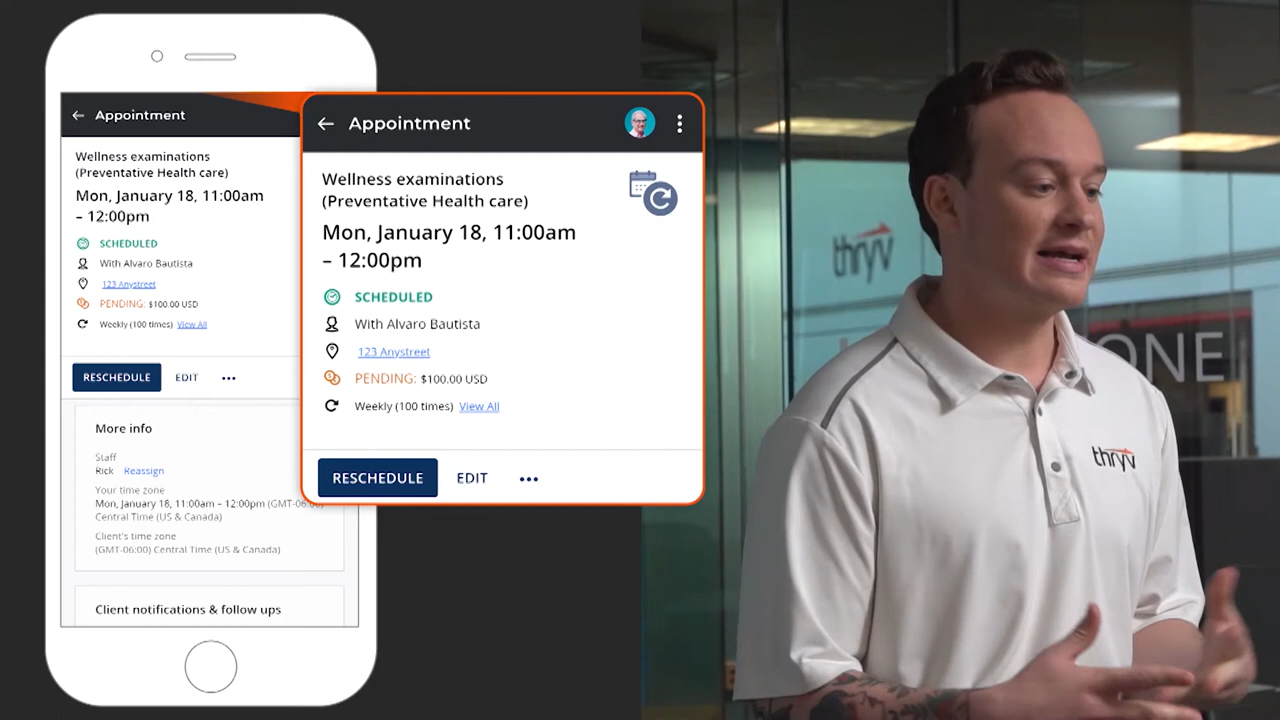 Appointment
Wellness examinations
(Preventative Health care)
Mon, January 18, 11:00am
– 12:00pm
SCHEDULED
With Alvaro Bautista
123 Anystreet
PENDING: $100.00 USD
Weekly (100 times) View All
RESCHEDULE EDIT
More info
Staff
Rick Reassign
Your time zone
Mon, January 18, 11:00am – 12:00pm (GMT-06:00)
Central Time (US & Canada)
Client's time zone
(GMT-06:00) Central Time (US & Canada)
Client notifications & follow ups
Appointment
Wellness examinations
(Preventative Health care)
Mon, January 18, 11:00am
– 12:00pm
SCHEDULED
With Alvaro Bautista
123 Anystreet
PENDING: $100.00 USD
Weekly (100 times) View All
RESCHEDULE EDIT
thryv
ONE
thryv